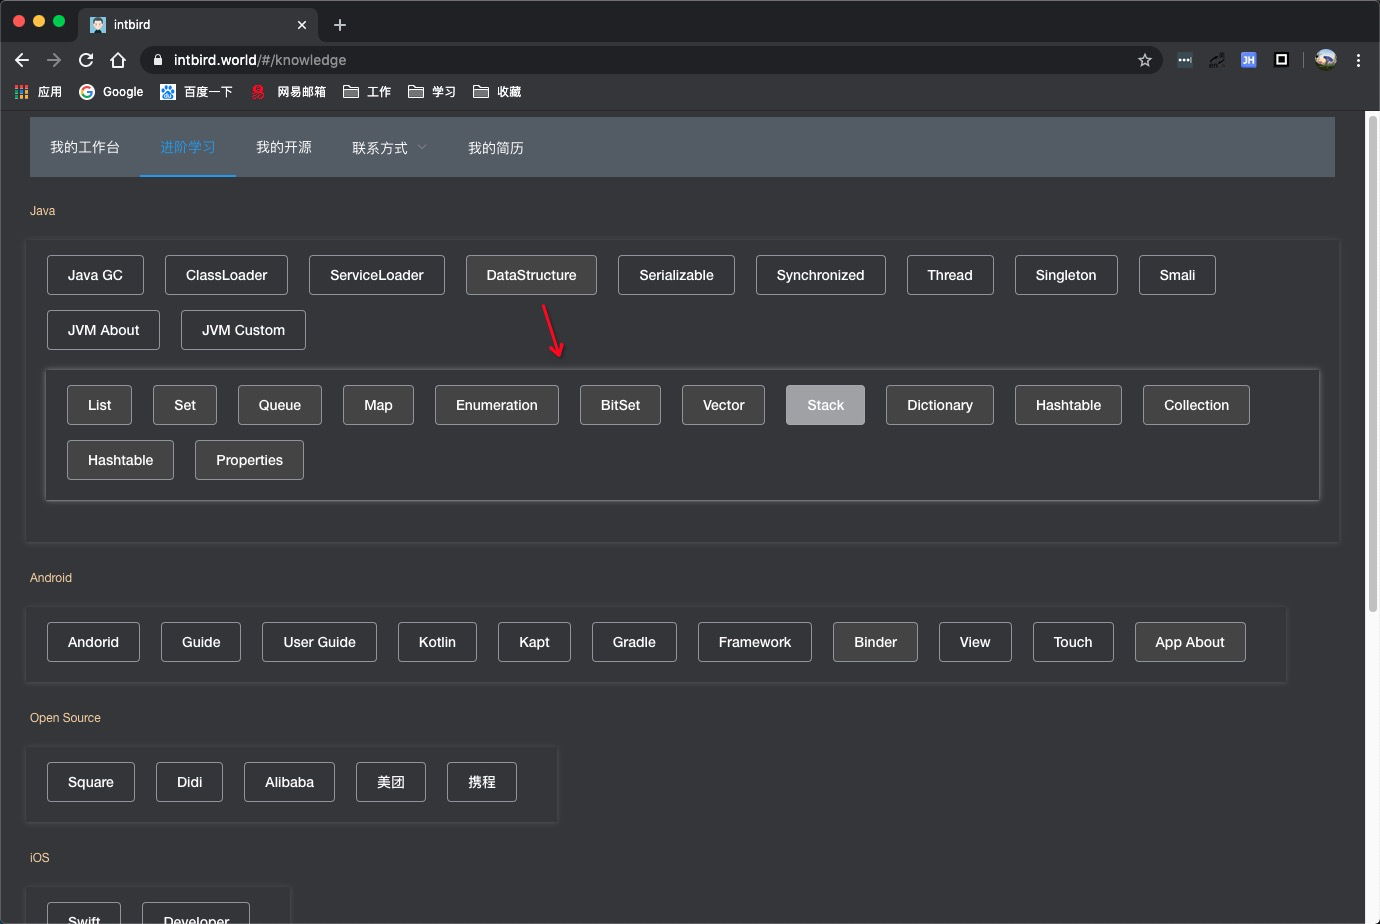 intbird
intbird.world/#/knowledge
应用 Google 百度一下 网易邮箱 工作 学习 收藏
我的工作台 进阶学习 我的开源 联系方式 我的简历
Java
Java GC ClassLoader ServiceLoader DataStructure Serializable Synchronized Thread Singleton Smali
JVM About JVM Custom
List Set Queue Map Enumeration BitSet Vector Stack Dictionary Hashtable Collection
Hashtable Properties
Android
Andorid Guide User Guide Kotlin Kapt Gradle Framework Binder View Touch App About
Open Source
Square Didi Alibaba 美团 携程
iOS
Swift Developer